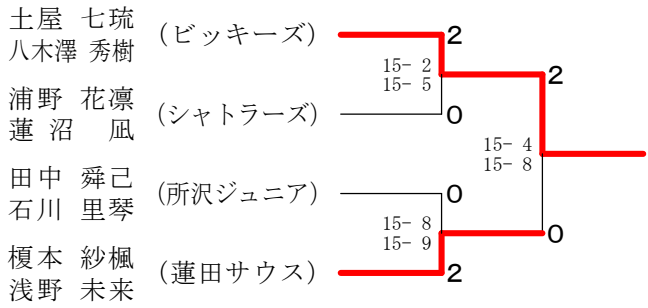 土屋 七琉
八木澤 秀樹
(ビッキーズ)
2
15- 2
15- 5
2
浦野 花凛
蓮沼 凪
(シャトラーズ)
0
15- 4
15- 8
田中 舜己
石川 里琴
(所沢ジュニア)
0
15- 8
15- 9
0
榎本 紗楓
浅野 未来
(蓮田サウス)
2